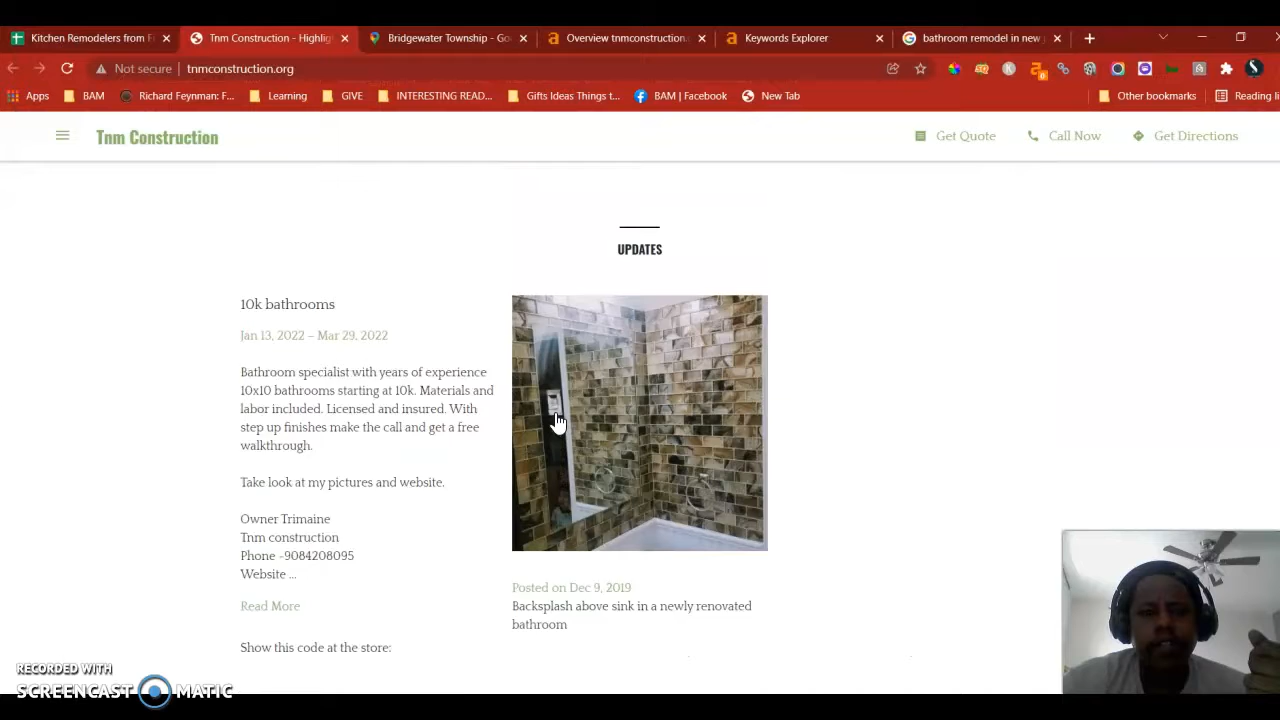 Kitchen Remodelers from F
Tnm Construction - Highlig
Bridgewater Township - Go
Overview tnmconstruction.
Keywords Explorer
bathroom remodel in new
Not secure tnmconstruction.org
Apps BAM Richard Feynman: F... Learning GIVE INTERESTING READ... Gifts Ideas Things t... BAM | Facebook New Tab Other bookmarks Reading li
Tnm Construction
Get Quote Call Now Get Directions
UPDATES
10k bathrooms
Jan 13, 2022 – Mar 29, 2022
Bathroom specialist with years of experience
10x10 bathrooms starting at 10k. Materials and
labor included. Licensed and insured. With
step up finishes make the call and get a free
walkthrough.
Take look at my pictures and website.
Owner Trimaine
Tnm construction
Phone -9084208095
Website ...
Read More
Show this code at the store:
Posted on Dec 9, 2019
Backsplash above sink in a newly renovated
bathroom
RECORDED WITH
SCREENCAST MATIC